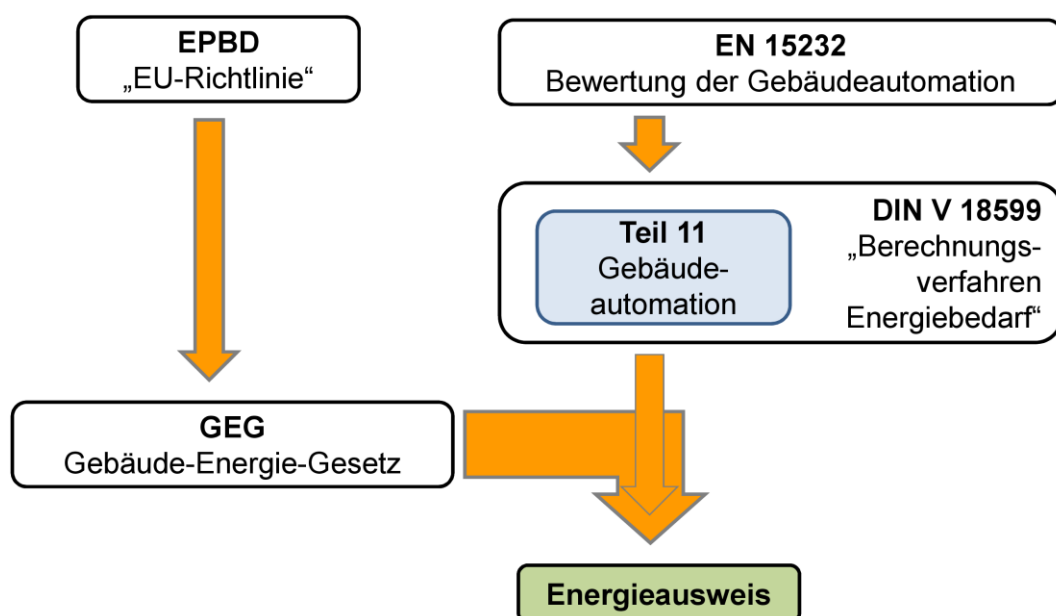 EPBD
„EU-Richtlinie“
EN 15232
Bewertung der Gebäudeautomation
Teil 11
Gebäude-
automation
DIN V 18599
„Berechnungs-
verfahren
Energiebedarf“
GEG
Gebäude-Energie-Gesetz
Energieausweis